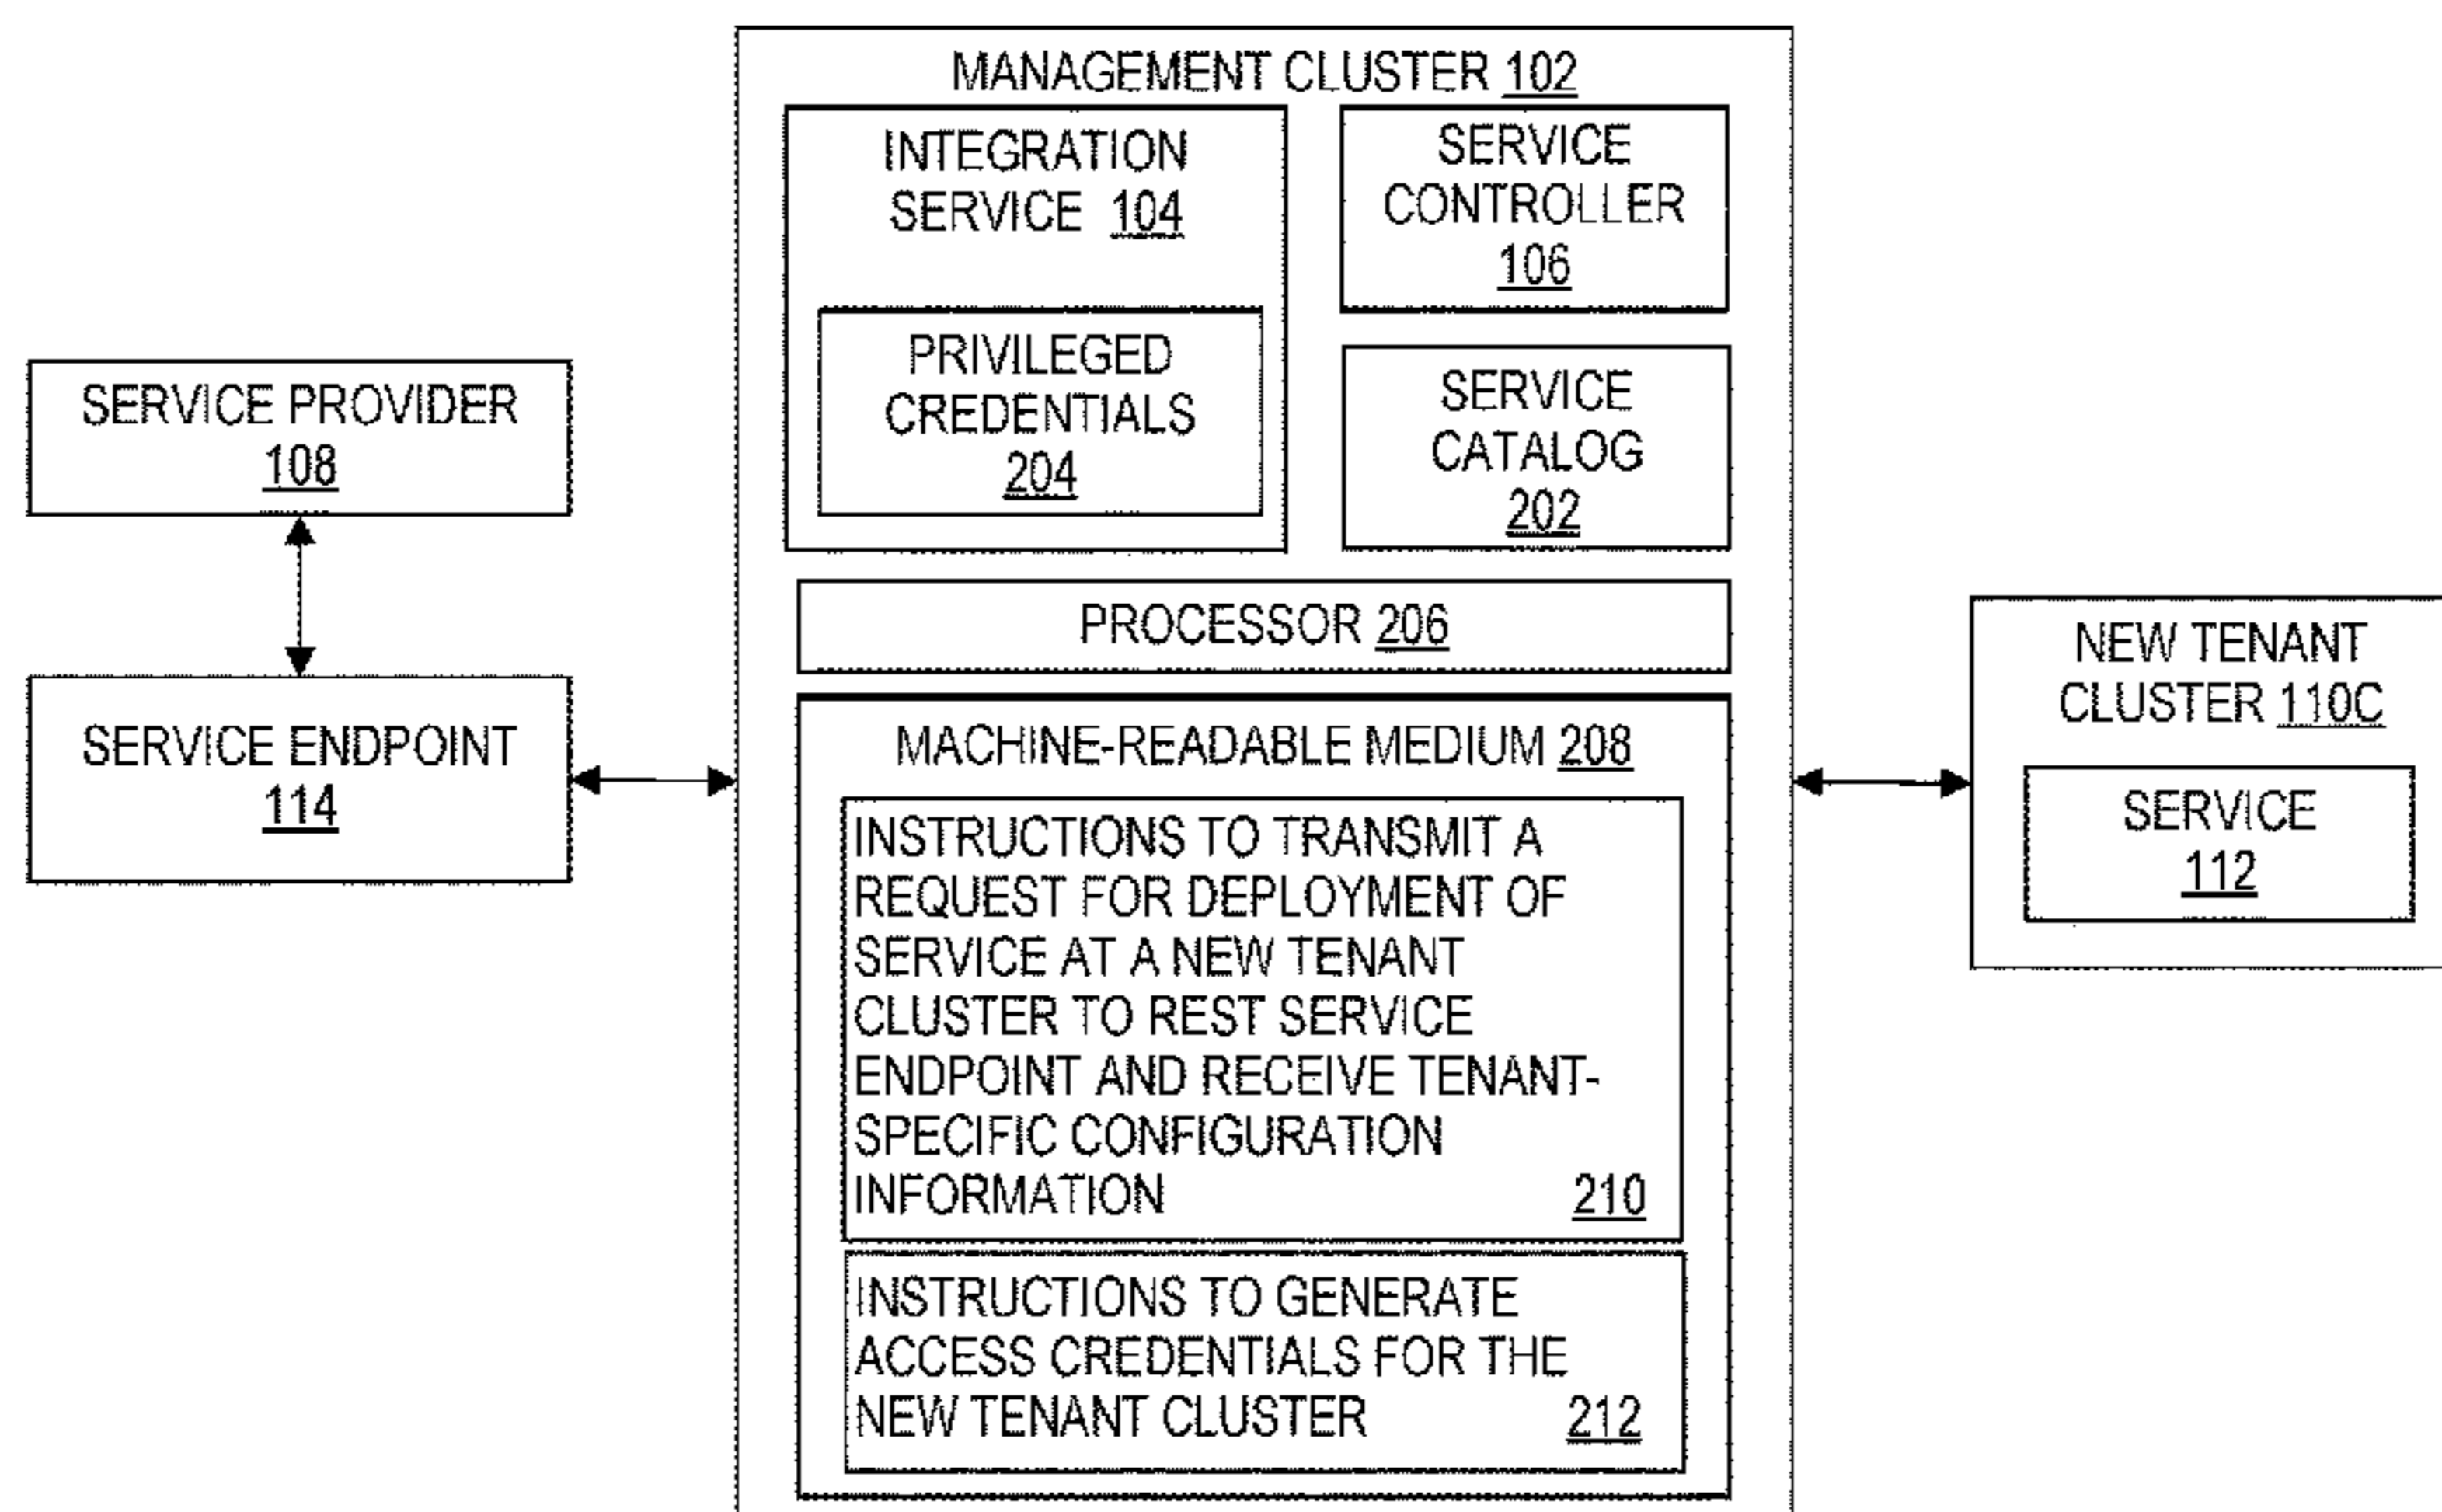 SERVICE PROVIDER
108
SERVICE ENDPOINT
114
MANAGEMENT CLUSTER 102
INTEGRATION
SERVICE 104
PRIVILEGED
CREDENTIALS
204
SERVICE
CONTROLLER
106
SERVICE
CATALOG
202
PROCESSOR 206
MACHINE-READABLE MEDIUM 208
INSTRUCTIONS TO TRANSMIT A
REQUEST FOR DEPLOYMENT OF
SERVICE AT A NEW TENANT
CLUSTER TO REST SERVICE
ENDPOINT AND RECEIVE TENANT-
SPECIFIC CONFIGURATION
INFORMATION 210
INSTRUCTIONS TO GENERATE
ACCESS CREDENTIALS FOR THE
NEW TENANT CLUSTER 212
NEW TENANT
CLUSTER 110C
SERVICE
112